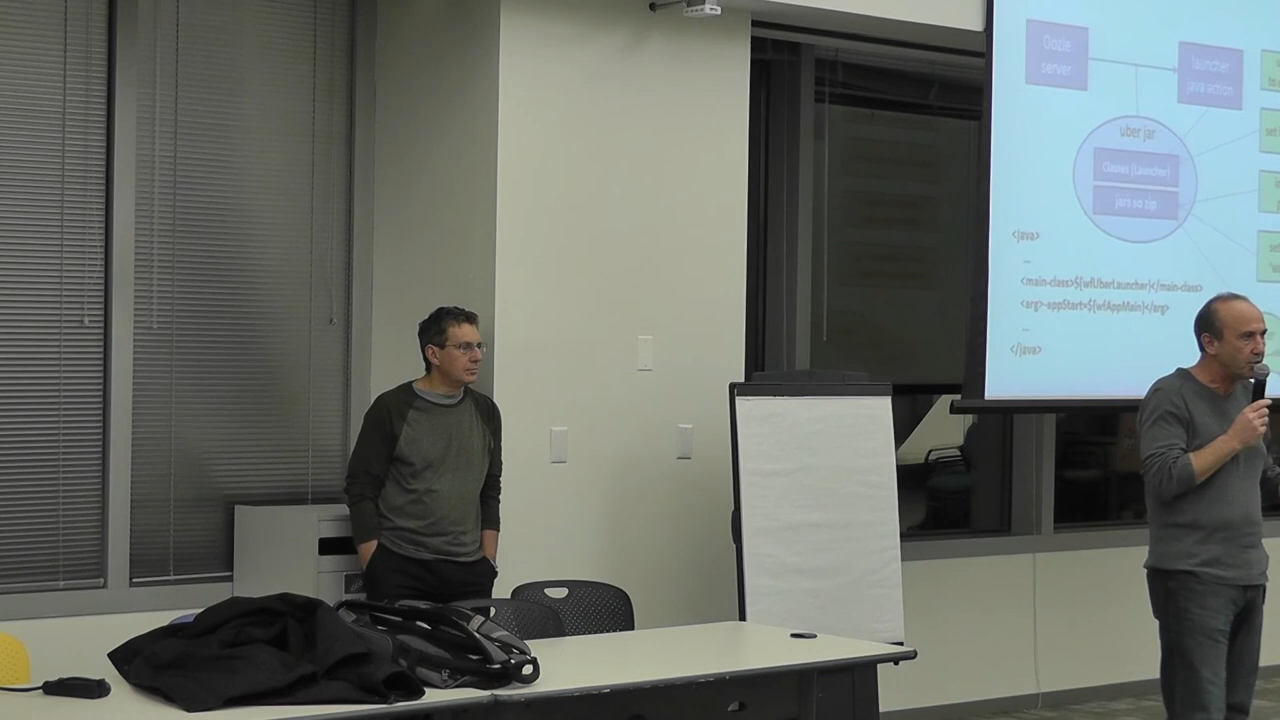 Oozie
server
launcher
java action
uber jar
Classes (Launcher)
jars so zip
set
<java>
...
<main-class>${wfUberLauncher}</main-class>
<arg>-appStart=${wfAppMain}</arg>
...
</java>